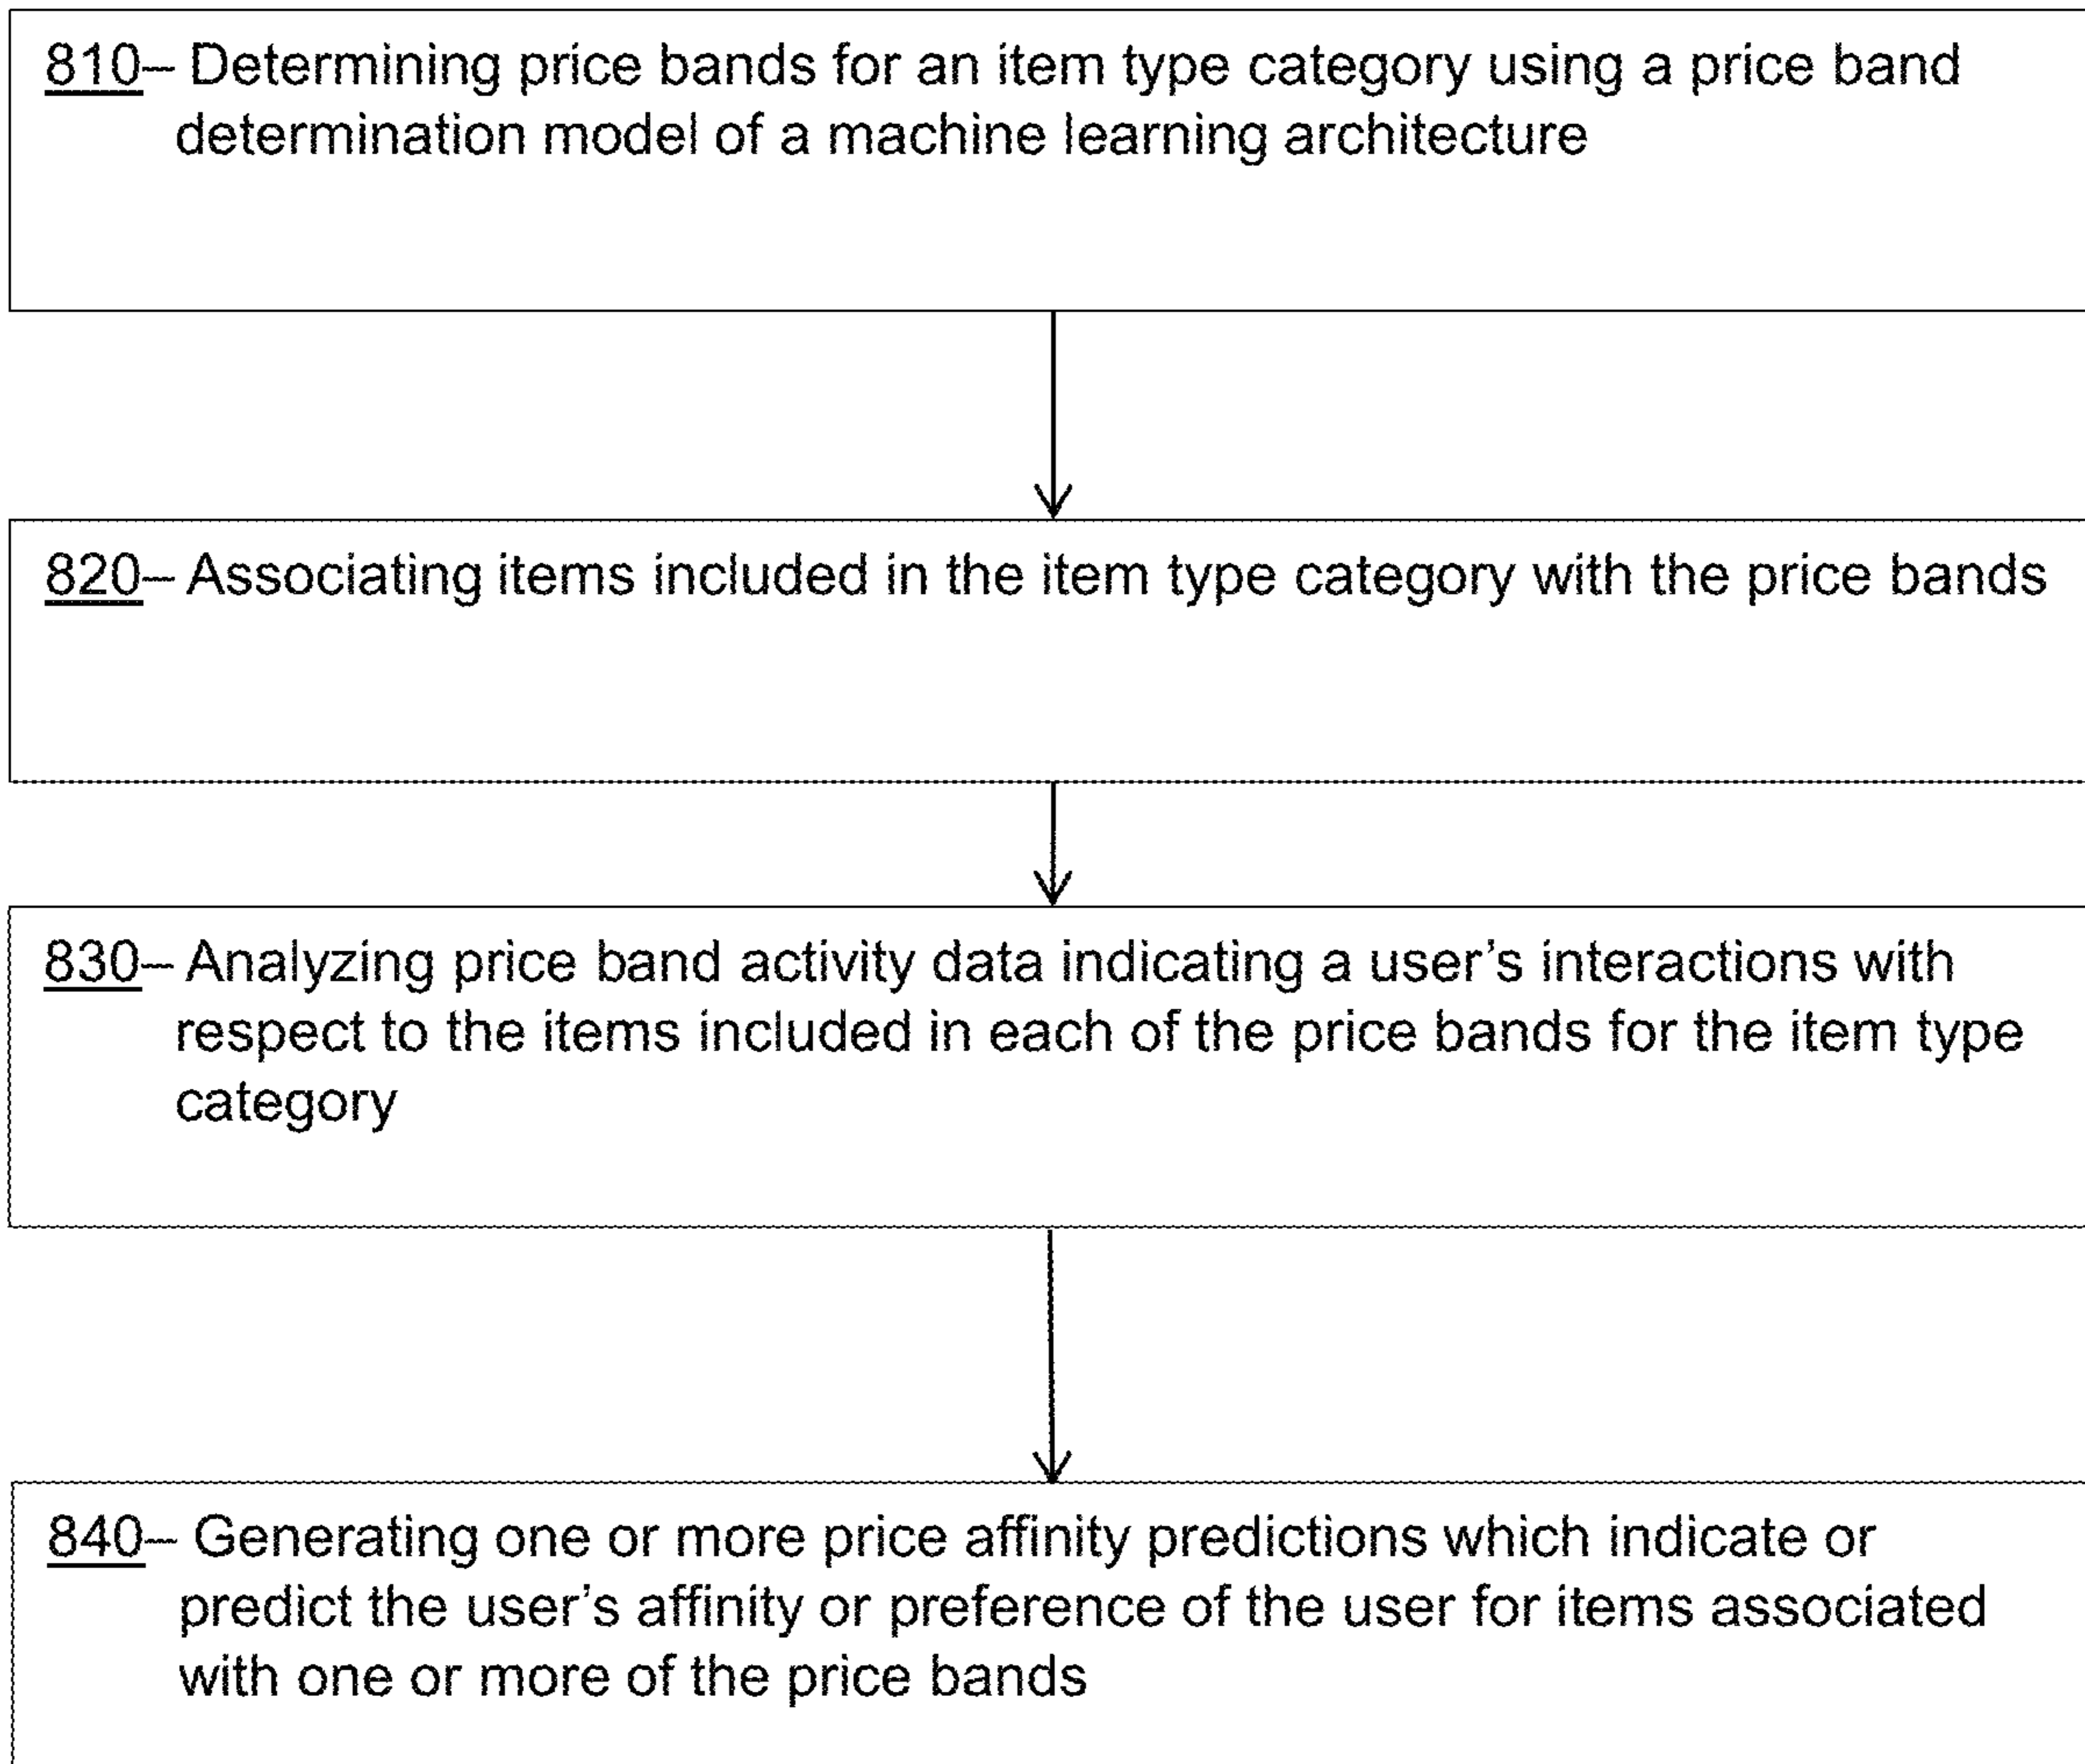 810– Determining price bands for an item type category using a price band
determination model of a machine learning architecture
820– Associating items included in the item type category with the price bands
830– Analyzing price band activity data indicating a user's interactions with
respect to the items included in each of the price bands for the item type
category
840– Generating one or more price affinity predictions which indicate or
predict the user's affinity or preference of the user for items associated
with one or more of the price bands